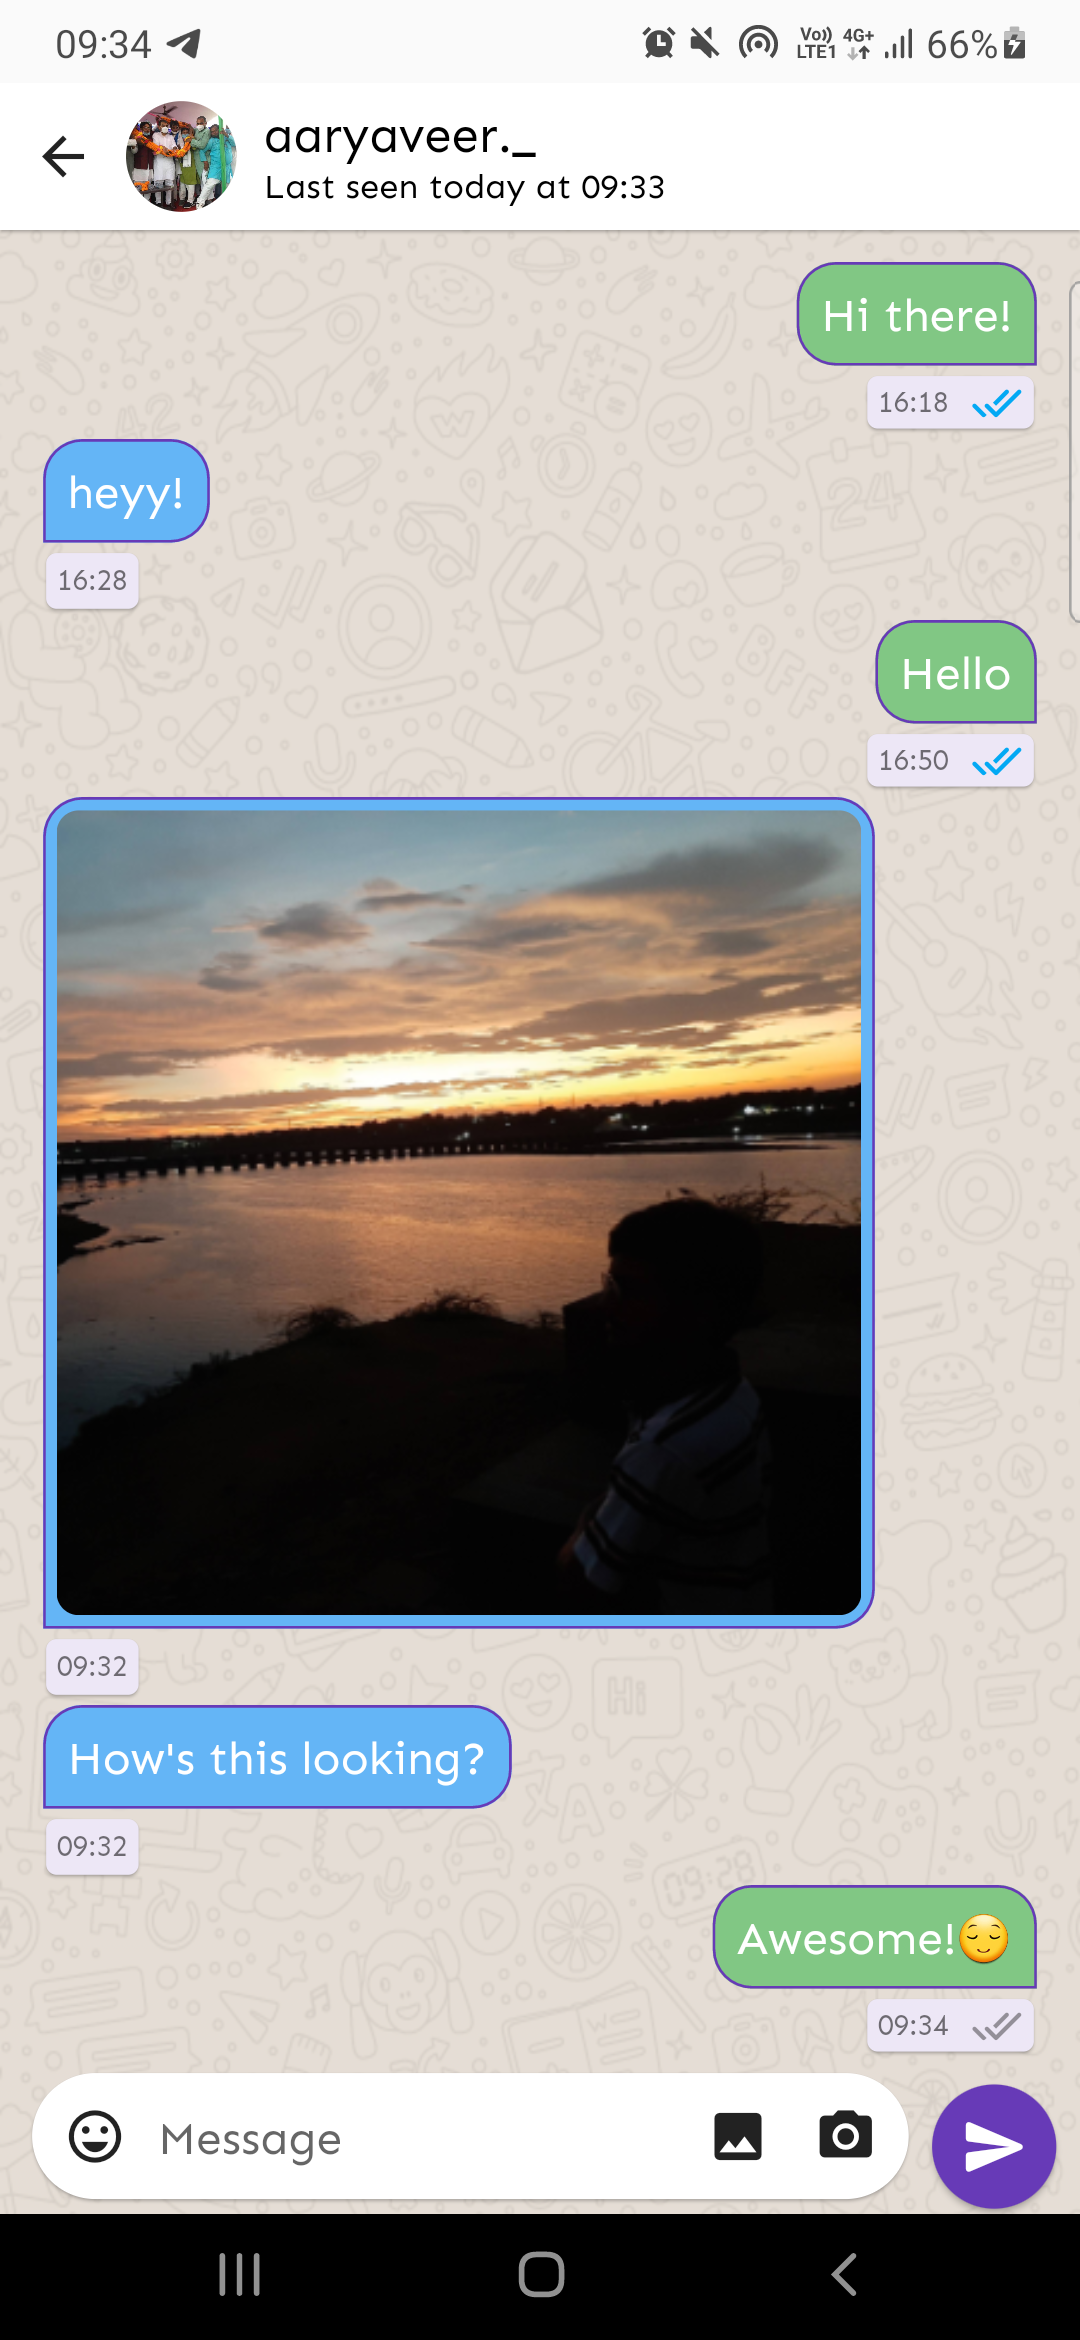 09:34
Vo)) LTE1 4G+ 66%
aaryaveer._
Last seen today at 09:33
Hi there!
16:18
heyy!
16:28
Hello
16:50
09:32
How's this looking?
09:32
Awesome!😌
09:34
Message